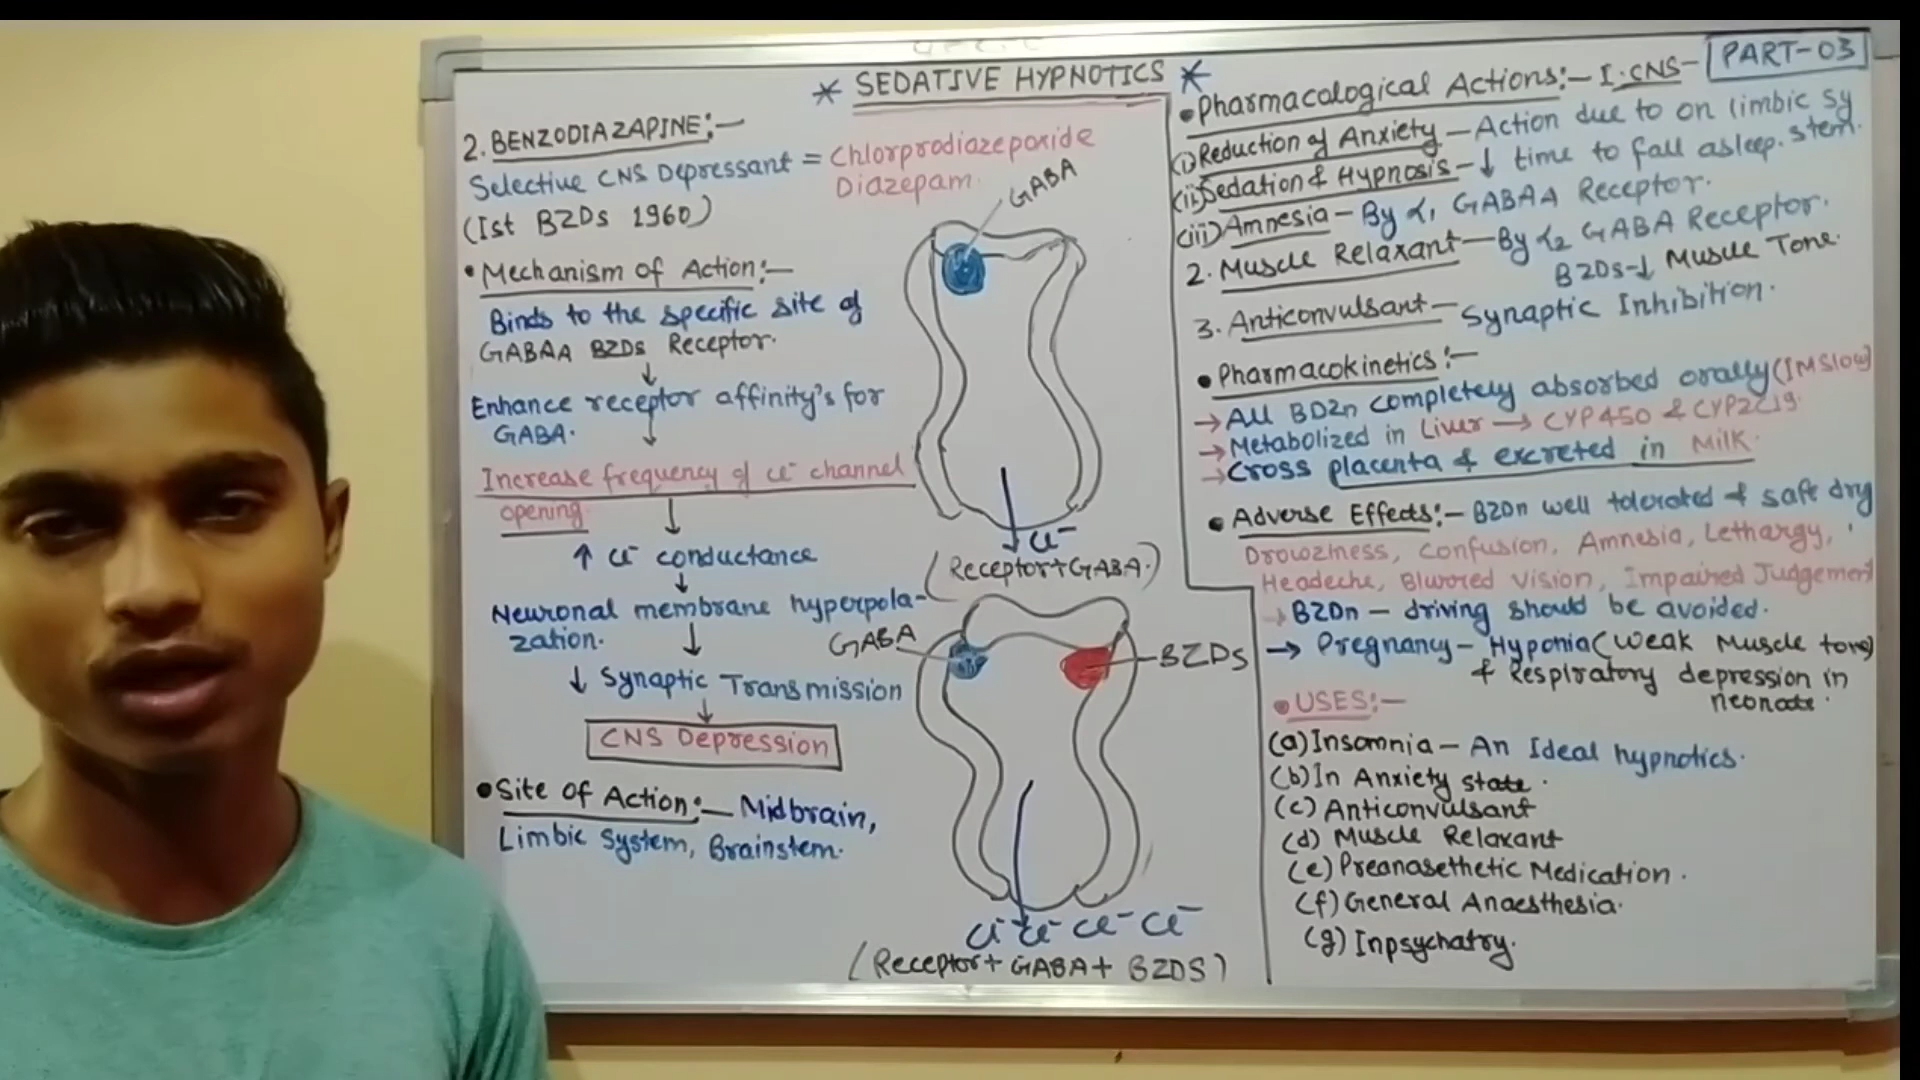 * SEDATIVE HYPNOTICS *
PART-03
2. BENZODIAZAPINE:-
Selective CNS Depressant = Chlorprodiazepoxide
Diazepam.
(Ist BZDs 1960)
• Mechanism of Action:-
Binds to the specific site of
GABAA BZDs Receptor.
↓
Enhance receptor affinity's for
GABA.
↓
Increase frequency of Cl⁻ channel
opening
↓
↑ Cl⁻ conductance
↓
Neuronal membrane hyperpola-
zation.
↓
↓ Synaptic Transmission
↓
CNS Depression
• Site of Action:- Midbrain,
Limbic System, Brainstem.
GABA
Cl⁻
(Receptor+GABA.)
GABA
BZDs
Cl⁻ Cl⁻ Cl⁻ Cl⁻
(Receptor+ GABA+ BZDS)
• Pharmacological Actions:- I. CNS-
(i) Reduction of Anxiety - Action due to on limbic Sy
stem.
(ii) Sedation & Hypnosis - ↓ time to fall asleep.
(iii) Amnesia - By α1 GABAA Receptor.
2. Muscle Relaxant - By α2 GABA Receptor.
BZDs-↓ Muscle Tone.
3. Anticonvulsant - Synaptic Inhibition.
• Pharmacokinetics:-
→ All BDZn completely absorbed orally (IM Slow)
→ Metabolized in Liver → CYP450 & CYP2C19.
→ Cross placenta & excreted in Milk.
• Adverse Effects:- BZDn well tolerated & safe dry
Drowziness, Confusion, Amnesia, Lethargy,
Headeche, Blurred Vision, Impaired Judgement
→ BZDn - driving should be avoided.
→ Pregnancy - Hyponia (Weak Muscle tone)
& Respiratory depression in
neonate.
• USES:-
(a) Insomnia - An Ideal hypnotics.
(b) In Anxiety state.
(c) Anticonvulsant
(d) Muscle Relaxant
(e) Preanasethetic Medication.
(f) General Anaesthesia.
(g) Inpsychatry.